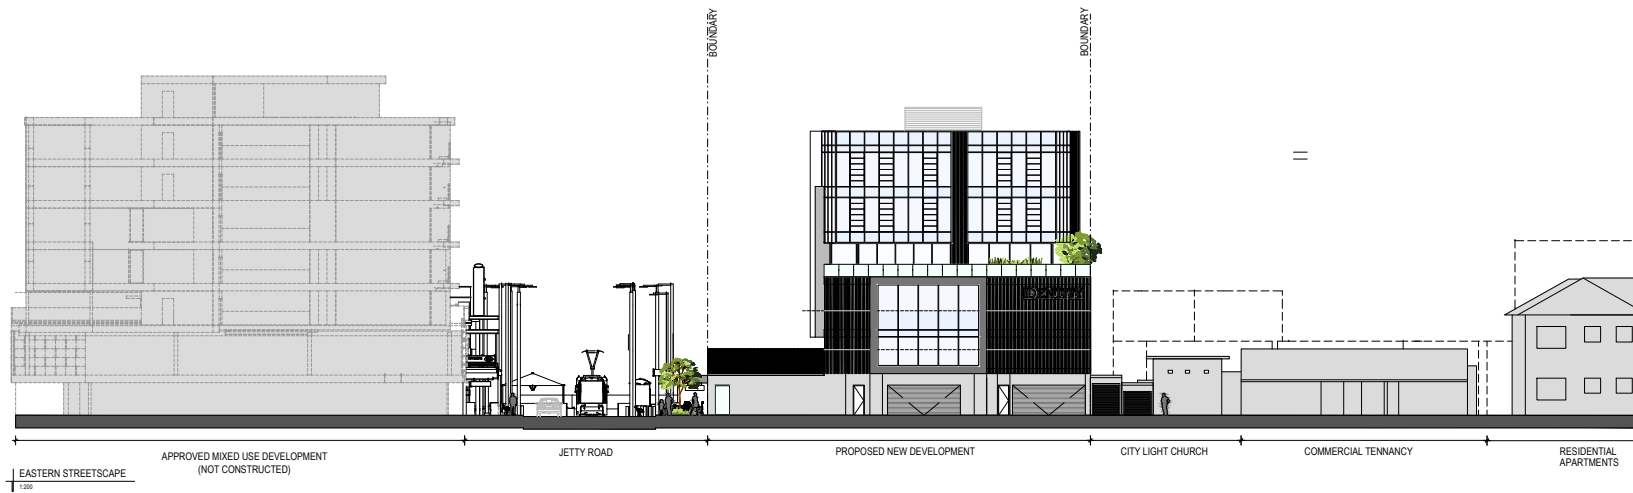 BOUNDARY
BOUNDARY
APPROVED MIXED USE DEVELOPMENT
(NOT CONSTRUCTED)
JETTY ROAD
PROPOSED NEW DEVELOPMENT
CITY LIGHT CHURCH
COMMERCIAL TENNANCY
RESIDENTIAL
APARTMENTS
EASTERN STREETSCAPE
1:200